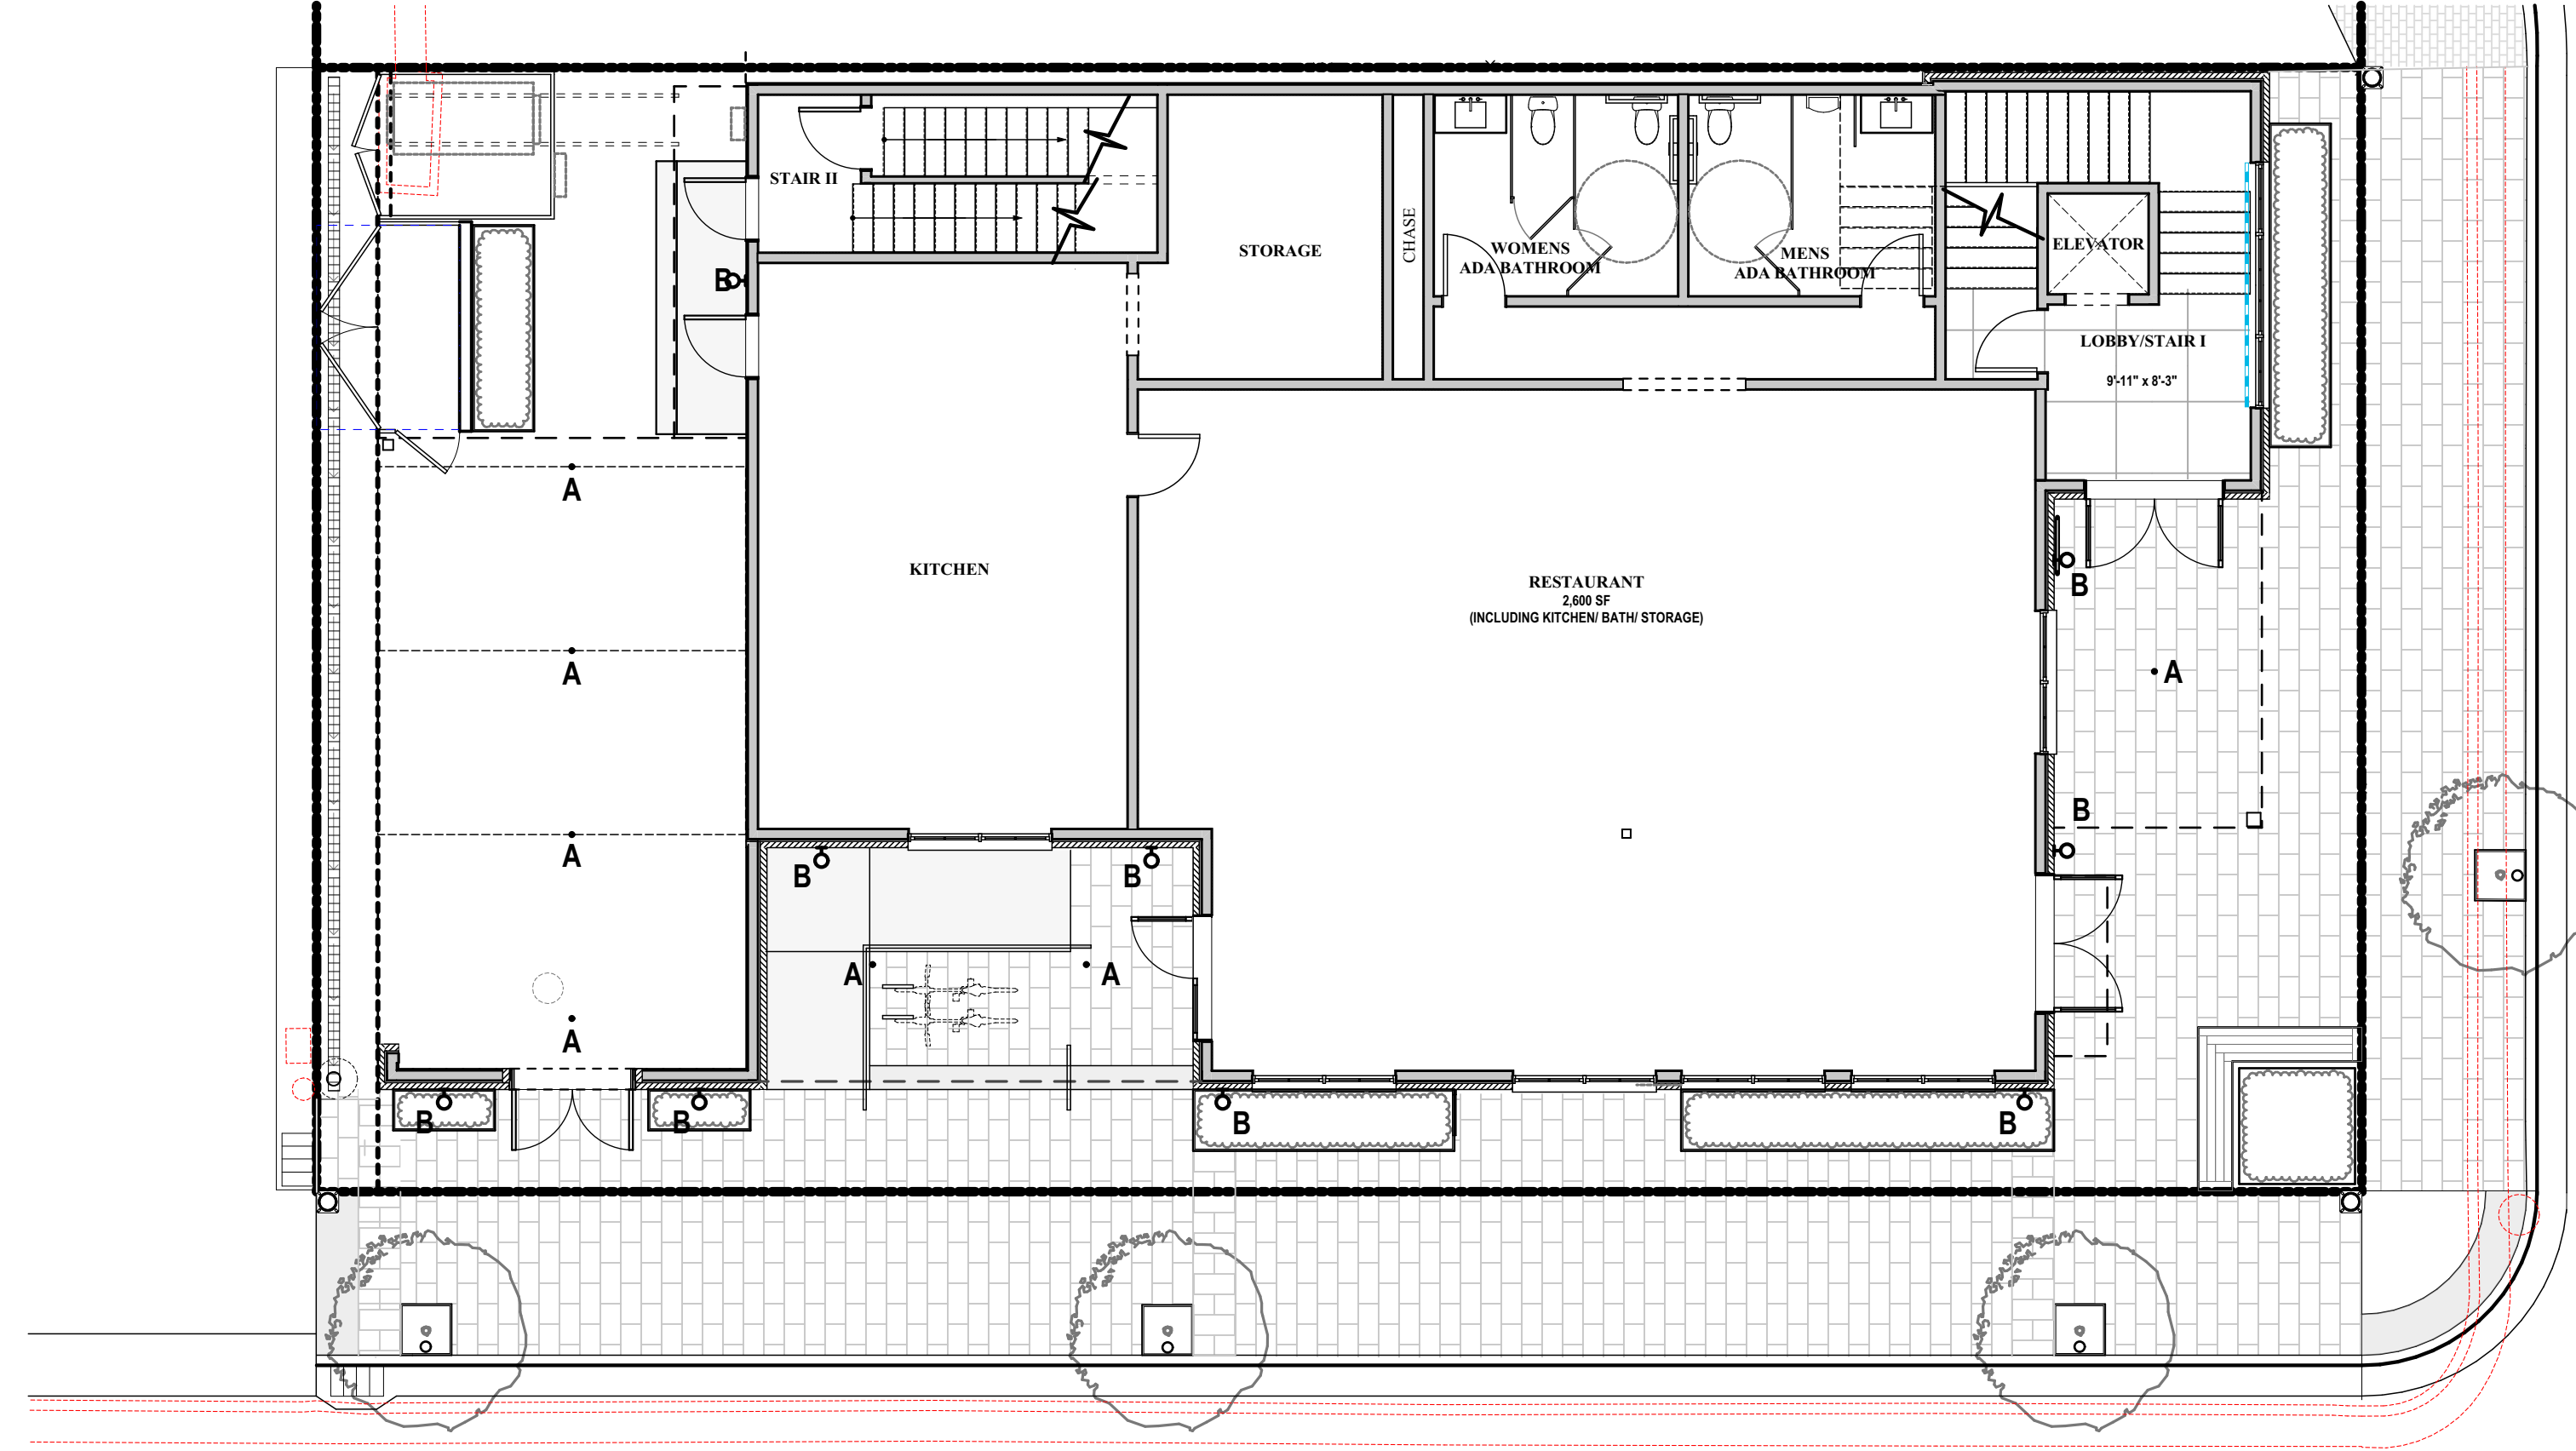 STAIR II
CHASE
STORAGE
WOMENS
ADA BATHROOM
MENS
ADA BATHROOM
ELEVATOR
B
LOBBY/STAIR I
9'-11" x 8'-3"
A
KITCHEN
RESTAURANT
2,600 SF
(INCLUDING KITCHEN/ BATH/ STORAGE)
B
A
A
B
A
B
B
A
A
A
B
B
B
B